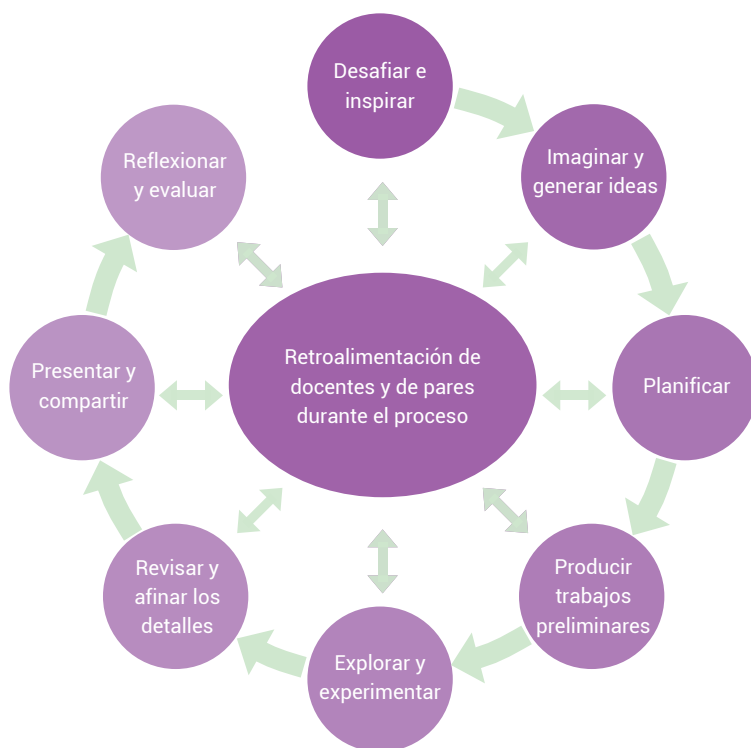 Desafiar e
inspirar
Imaginar y
generar ideas
Planificar
Producir
trabajos
preliminares
Explorar y
experimentar
Revisar y
afinar los
detalles
Presentar y
compartir
Reflexionar
y evaluar
Retroalimentación de
docentes y de pares
durante el proceso